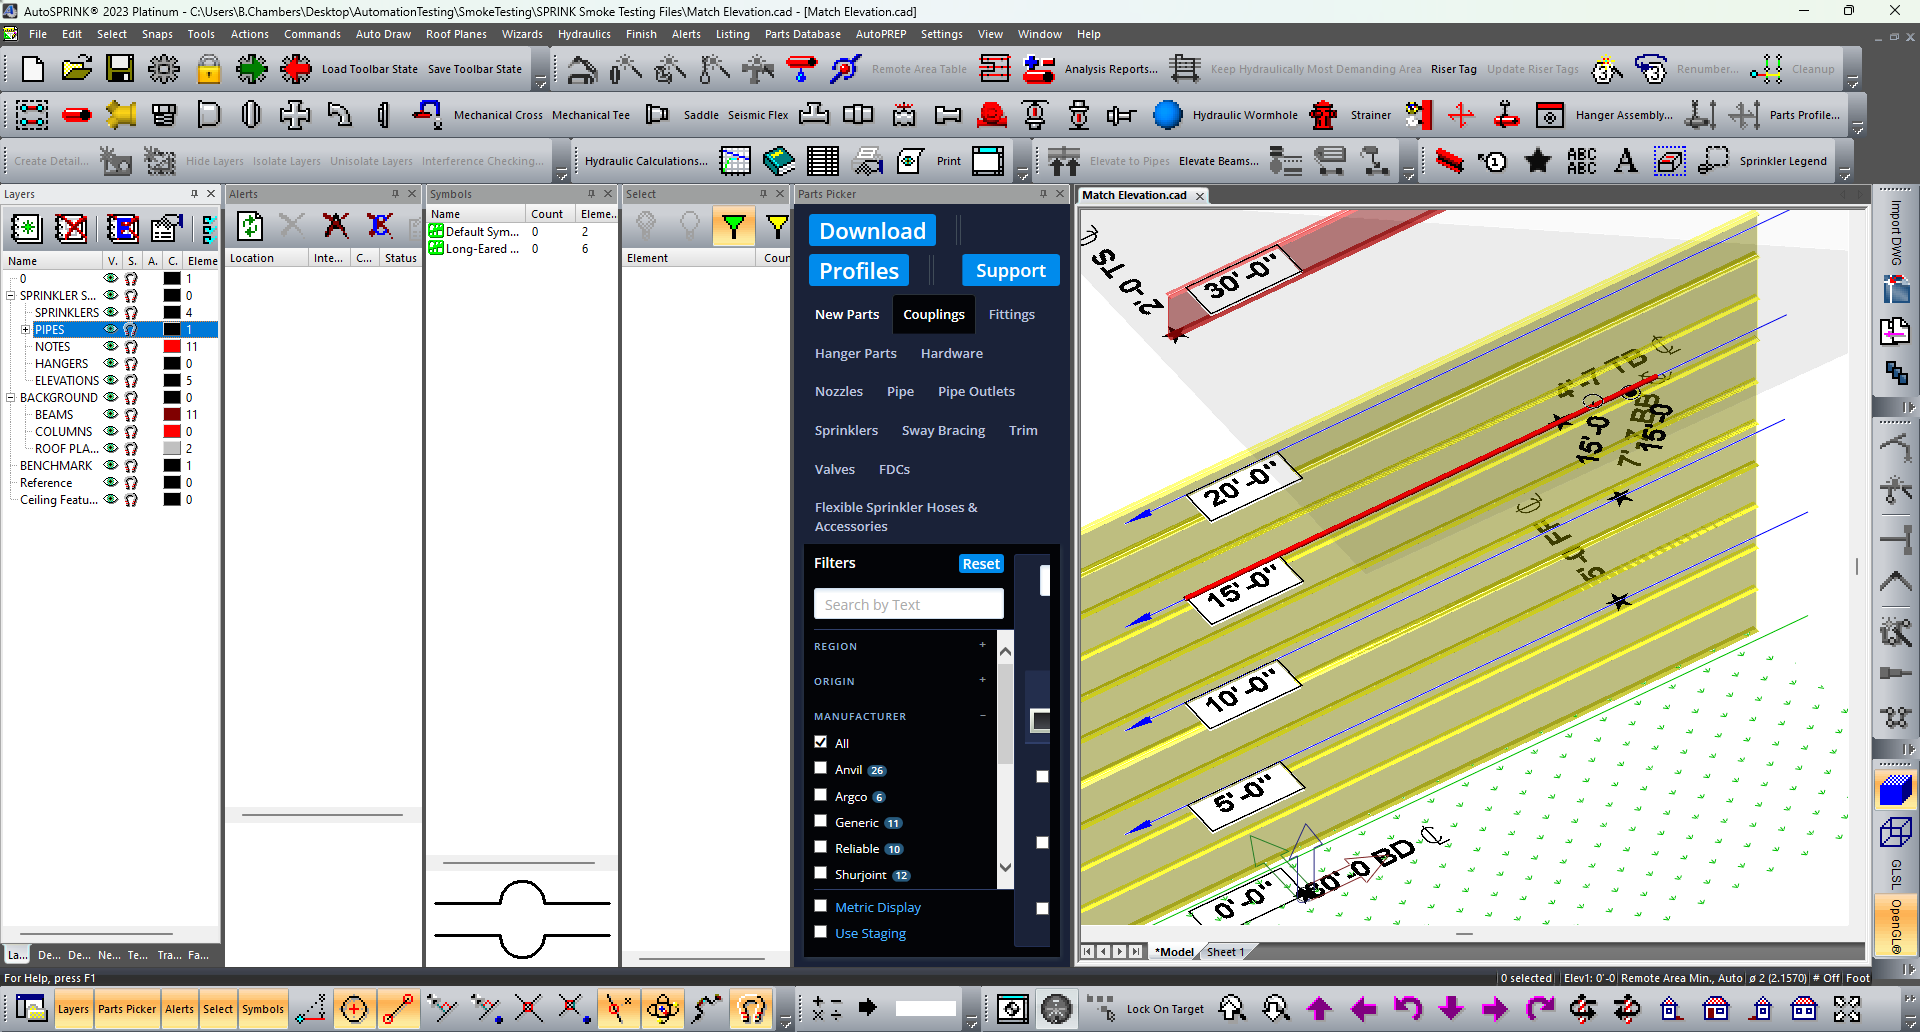 AutoSPRINK® 2023 Platinum - C:\Users\B.Chambers\Desktop\AutomationTesting\SmokeTesting\SPRINK Smoke Testing Files\Match Elevation.cad - [Match Elevation.cad]
File Edit Select Snaps Tools Actions Commands Auto Draw Roof Planes Wizards Hydraulics Finish Alerts Listing Parts Database AutoPREP Settings View Window Help
Load Toolbar State Save Toolbar State Remote Area Table Analysis Reports... Keep Hydraulically Most Demanding Area Riser Tag Update Riser Tags Renumber... Cleanup
Mechanical Cross Mechanical Tee Saddle Seismic Flex Hydraulic Wormhole Strainer Hanger Assembly... Parts Profile...
Create Detail... Hide Layers Isolate Layers Unisolate Layers Interference Checking... Hydraulic Calculations... Print Elevate to Pipes Elevate Beams... ABC ABC A Sprinkler Legend
Layers
Name V. S. A. C. Eleme
0 1
SPRINKLER S... 0
SPRINKLERS 4
PIPES 1
NOTES 11
HANGERS 0
ELEVATIONS 5
BACKGROUND 0
BEAMS 11
COLUMNS 0
ROOF PLA... 2
BENCHMARK 1
Reference 0
Ceiling Featu... 0
La... De... De... Ne... Te... Tra... Fa...
Alerts
Location Inte... C... Status
Symbols
Name Count Eleme...
Default Sym... 0 2
Long-Eared ... 0 6
Select
Element Coun
Parts Picker
Download
Profiles Support
New Parts Couplings Fittings
Hanger Parts Hardware
Nozzles Pipe Pipe Outlets
Sprinklers Sway Bracing Trim
Valves FDCs
Flexible Sprinkler Hoses &
Accessories
Filters Reset
Search by Text
REGION +
ORIGIN +
MANUFACTURER −
All
Anvil 26
Argco 6
Generic 11
Reliable 10
Shurjoint 12
Metric Display
Use Staging
Match Elevation.cad
2'-0 TS
30'-0"
4'-7 TB
15'-0
15'-0
20'-0"
15'-0"
10'-0"
5'-0"
0'-0"
BD
*Model Sheet 1
Import DWG
GLSL
OpenGL®
For Help, press F1
0 selected Elev1: 0'-0 Remote Area Min., Auto ø 2 (2.1570) # Off Foot
Layers Parts Picker Alerts Select Symbols Lock On Target